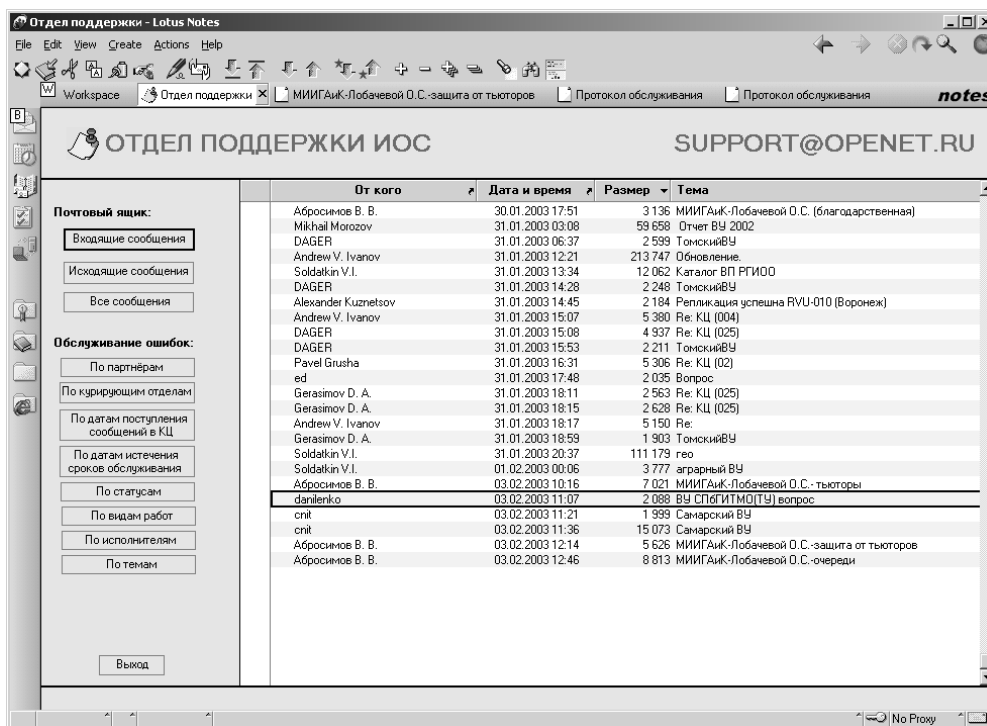 Отдел поддержки - Lotus Notes
File Edit View Create Actions Help
Workspace Отдел поддержки МИИГАиК-Лобачевой О.С.-защита от тьюторов Протокол обслуживания Протокол обслуживания notes
ОТДЕЛ ПОДДЕРЖКИ ИОС SUPPORT@OPENET.RU
От кого Дата и время Размер Тема
Почтовый ящик:
Входящие сообщения
Исходящие сообщения
Все сообщения
Обслуживание ошибок:
По партнёрам
По курирующим отделам
По датам поступления
сообщений в КЦ
По датам истечения
сроков обслуживания
По статусам
По видам работ
По исполнителям
По темам
Выход
Абросимов В. В. 30.01.2003 17:51 3 136 МИИГАиК-Лобачевой О.С. (благодарственная)
Mikhail Morozov 31.01.2003 03:08 59 658 Отчет ВУ 2002
DAGER 31.01.2003 06:37 2 599 ТомскийВУ
Andrew V. Ivanov 31.01.2003 12:21 213 747 Обновление.
Soldatkin V.I. 31.01.2003 13:34 12 062 Каталог ВП РГИОО
DAGER 31.01.2003 14:28 2 248 ТомскийВУ
Alexander Kuznetsov 31.01.2003 14:45 2 184 Репликация успешна RVU-010 (Воронеж)
Andrew V. Ivanov 31.01.2003 15:07 5 380 Re: КЦ (004)
DAGER 31.01.2003 15:08 4 937 Re: КЦ (025)
DAGER 31.01.2003 15:53 2 211 ТомскийВУ
Pavel Grusha 31.01.2003 16:31 5 306 Re: КЦ (02)
ed 31.01.2003 17:48 2 035 Вопрос
Gerasimov D. A. 31.01.2003 18:11 2 563 Re: КЦ (025)
Gerasimov D. A. 31.01.2003 18:15 2 628 Re: КЦ (025)
Andrew V. Ivanov 31.01.2003 18:17 5 150 Re:
Gerasimov D. A. 31.01.2003 18:59 1 903 ТомскийВУ
Soldatkin V.I. 31.01.2003 20:37 111 179 гео
Soldatkin V.I. 01.02.2003 00:06 3 777 аграрный ВУ
Абросимов В. В. 03.02.2003 10:16 7 021 МИИГАиК-Лобачевой О.С.- тьюторы
danilenko 03.02.2003 11:07 2 088 ВУ СПбГИТМО(ТУ) вопрос
cnit 03.02.2003 11:21 1 999 Самарский ВУ
cnit 03.02.2003 11:36 15 073 Самарский ВУ
Абросимов В. В. 03.02.2003 12:14 5 626 МИИГАиК-Лобачевой О.С.-защита от тьюторов
Абросимов В. В. 03.02.2003 12:46 8 813 МИИГАиК-Лобачевой О.С.-очереди
No Proxy